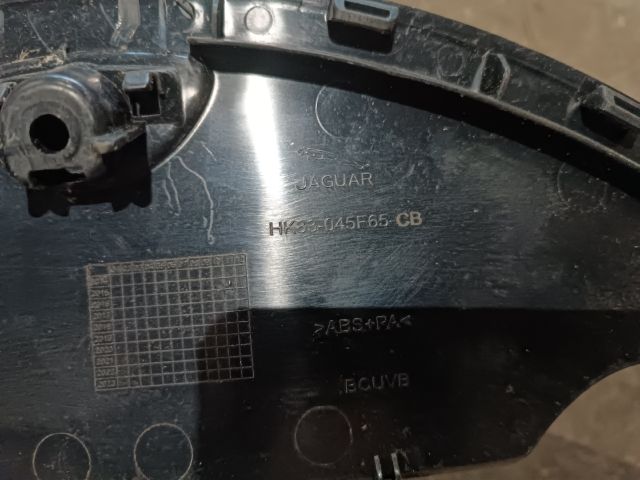 JAGUAR
HK83-045F65-CB
>ABS+PA<
BCUVB